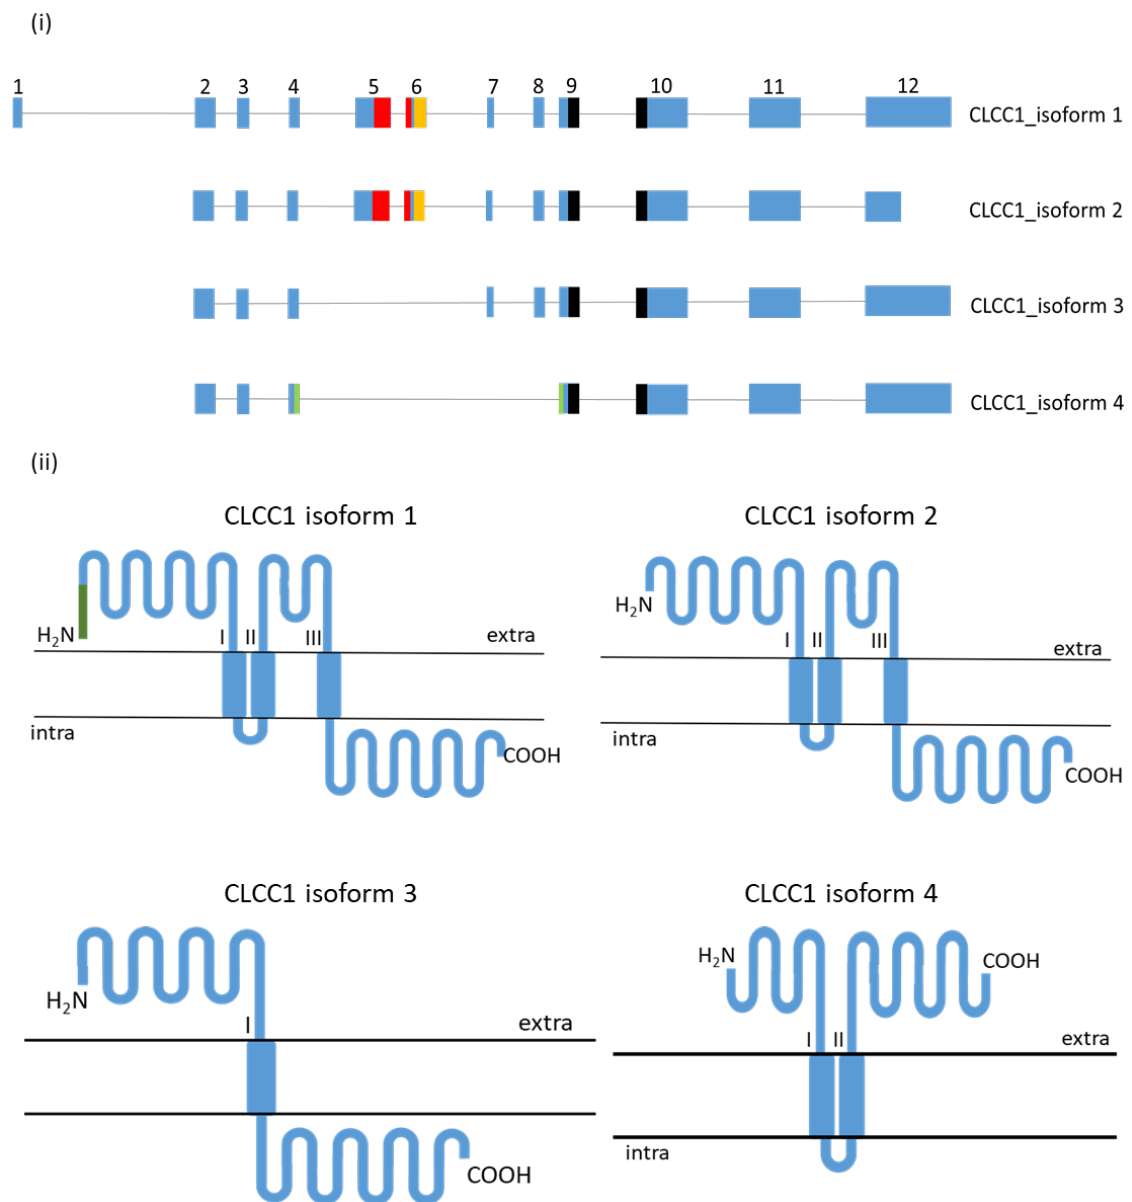 (i)
1 2 3 4 5 6 7 8 9 10 11 12
CLCC1_isoform 1
CLCC1_isoform 2
CLCC1_isoform 3
CLCC1_isoform 4
(ii)
CLCC1 isoform 1
H₂N
I II III
extra
intra
COOH
CLCC1 isoform 2
H₂N
I II III
extra
intra
COOH
CLCC1 isoform 3
H₂N
I
extra
COOH
CLCC1 isoform 4
H₂N
COOH
I II
extra
intra